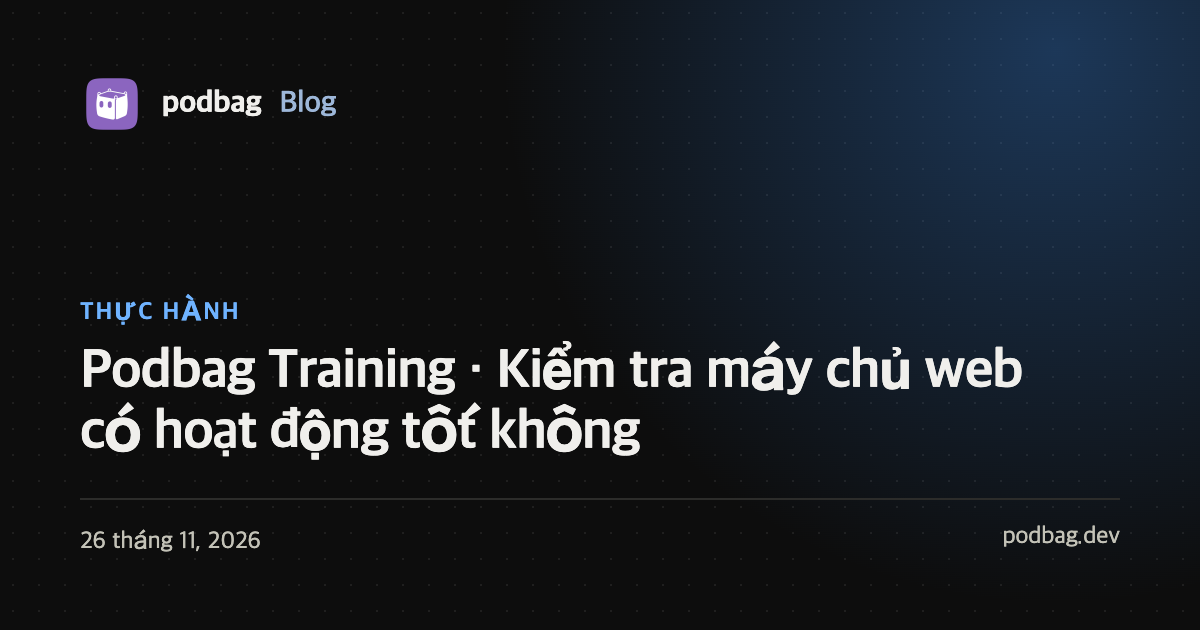 podbag Blog
THỰC HÀNH
Podbag Training · Kiểm tra máy chủ web
có hoạt động tốt không
26 tháng 11, 2026
podbag.dev